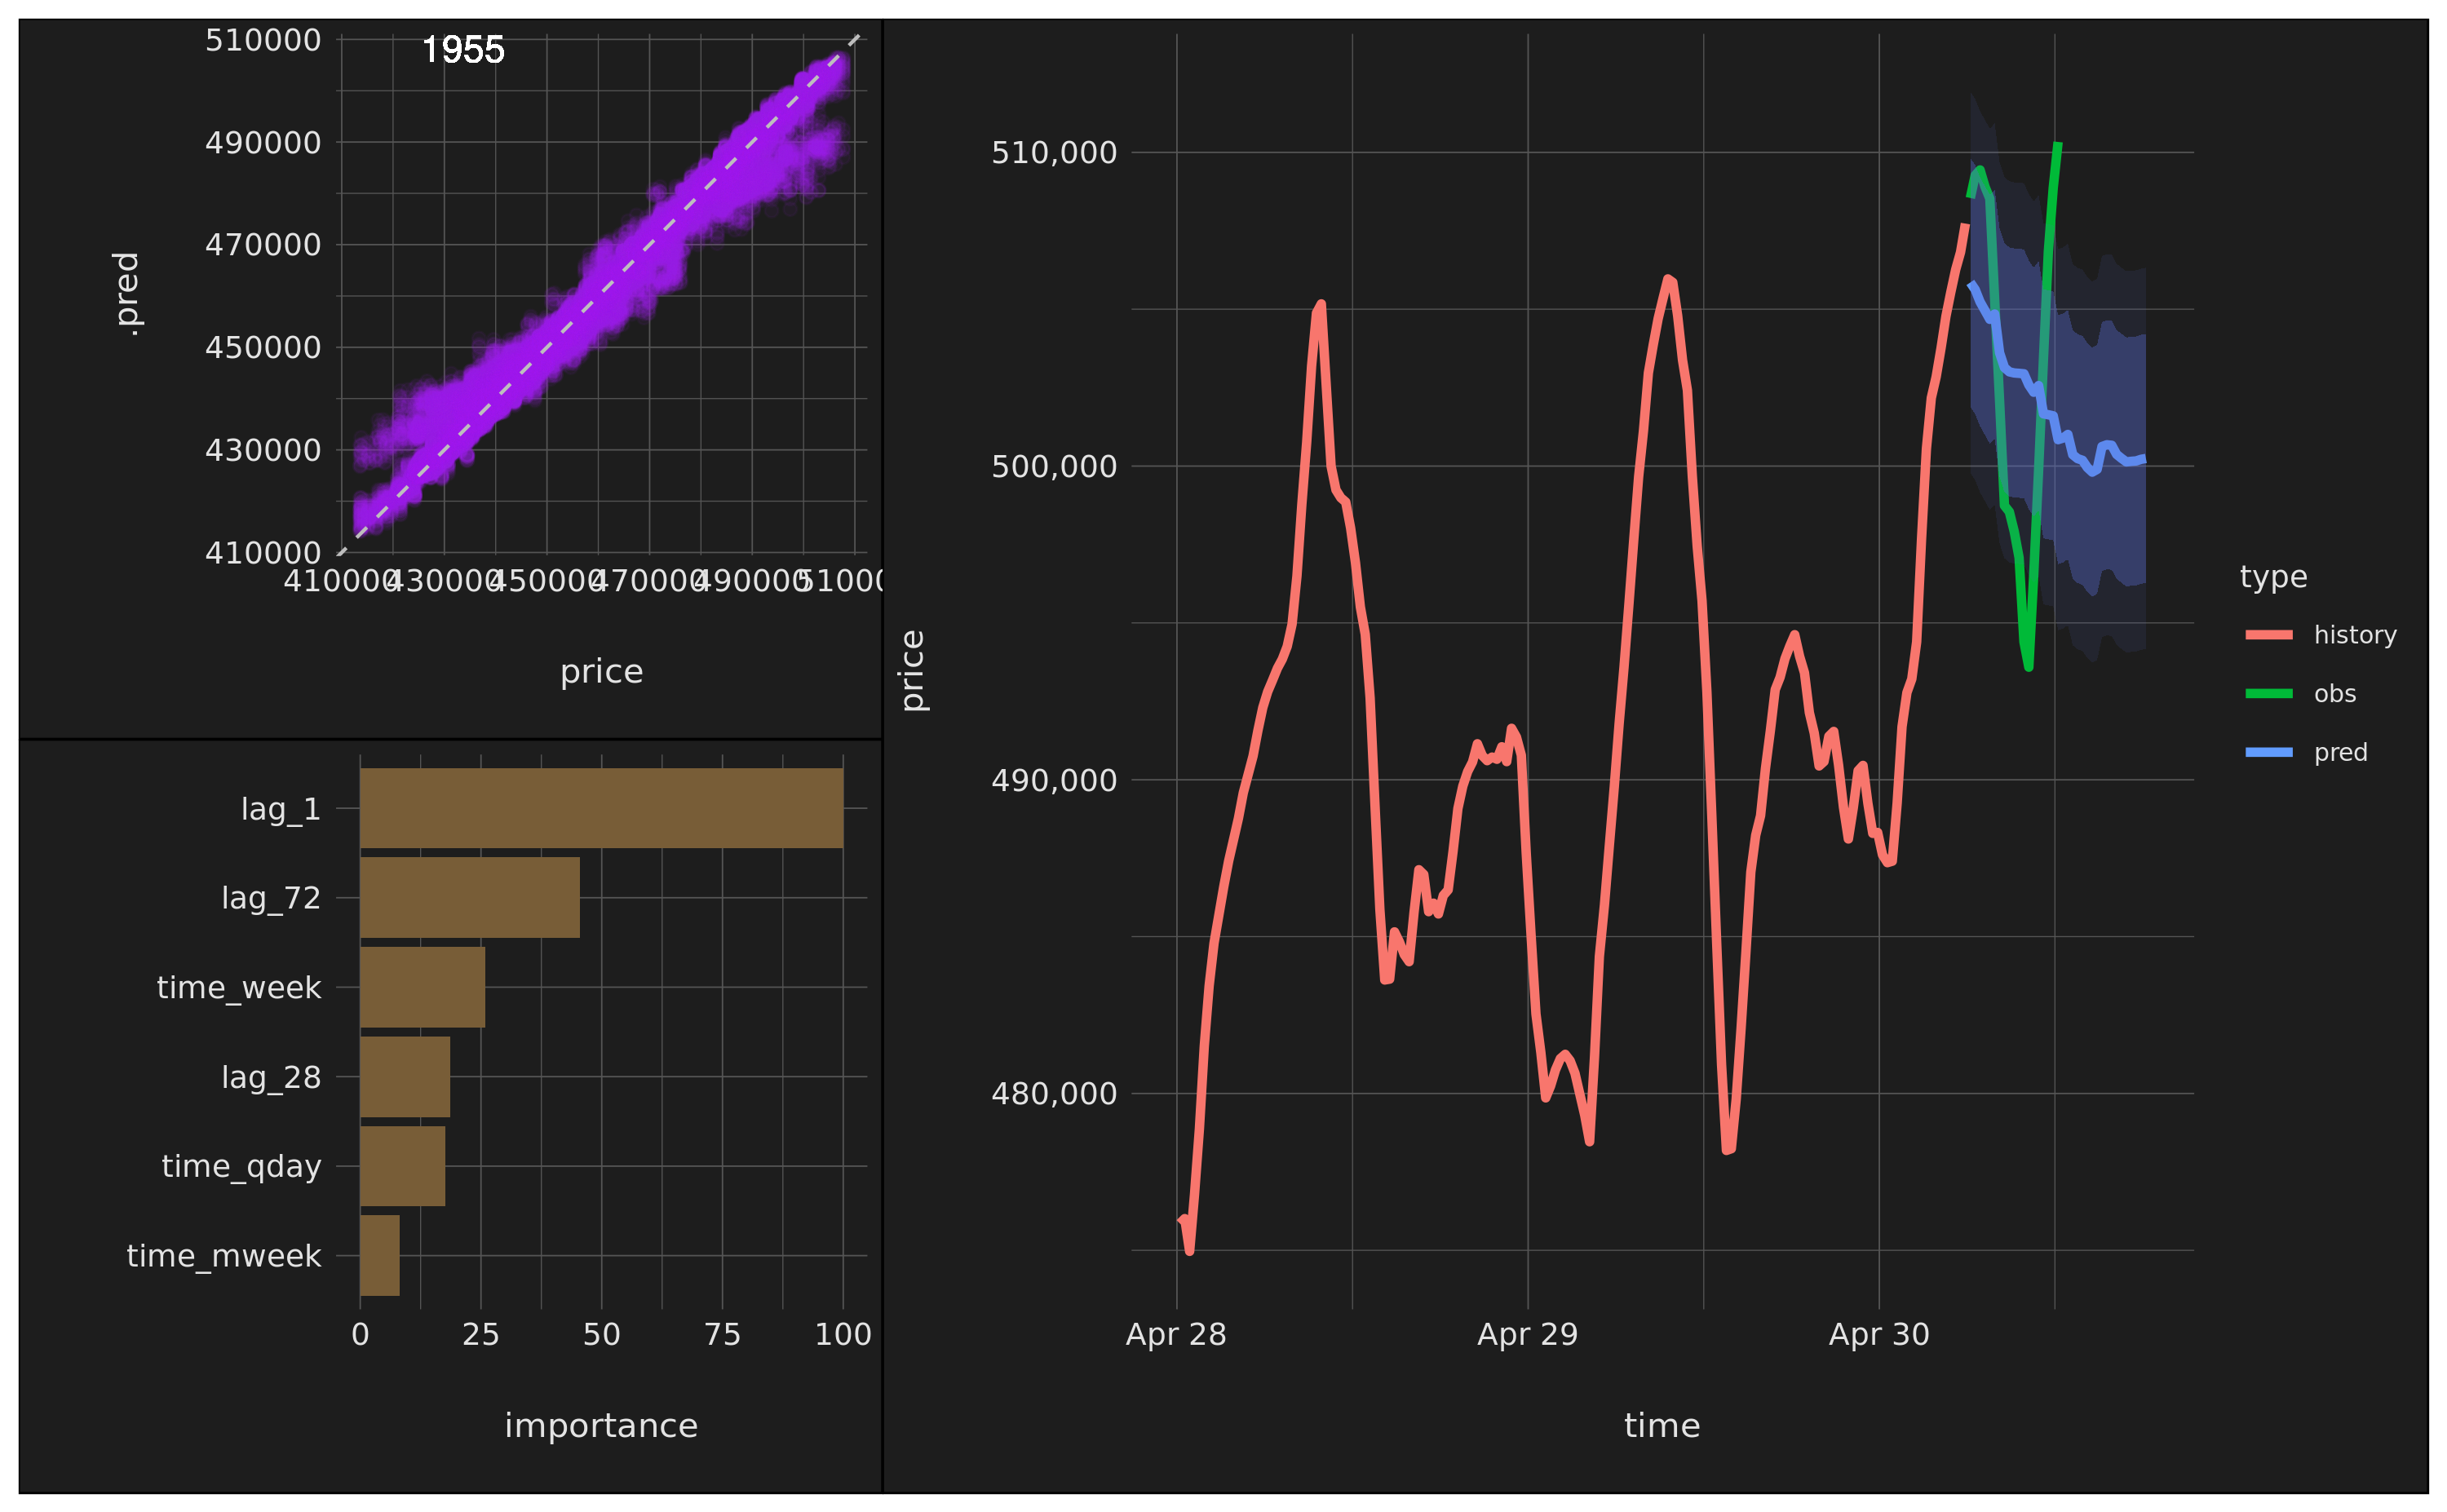 510000
490000
470000
450000
430000
410000
.pred
1955
410000 430000 450000 470000 490000 51000
price
lag_1
lag_72
time_week
lag_28
time_qday
time_mweek
0 25 50 75 100
importance
510,000
500,000
490,000
480,000
price
Apr 28 Apr 29 Apr 30
time
type
history
obs
pred